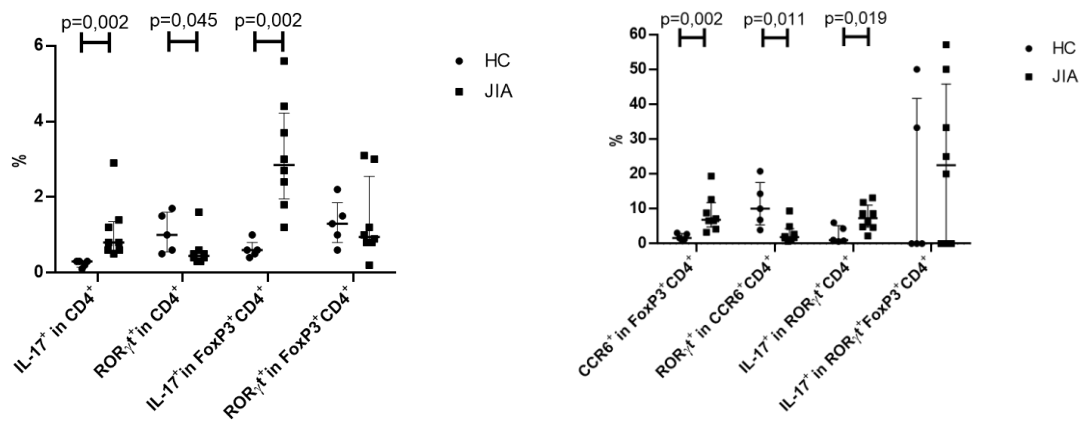 p=0,002 p=0,045 p=0,002
6
4
2
0
%
HC
JIA
IL-17⁺ in CD4⁺
RORγt⁺ in CD4⁺
IL-17⁺in FoxP3⁺CD4⁺
RORγt⁺ in FoxP3⁺CD4⁺
p=0,002 p=0,011 p=0,019
60
50
40
30
20
10
0
%
HC
JIA
CCR6⁺ in FoxP3⁺CD4⁺
RORγt⁺ in CCR6⁺CD4⁺
IL-17⁺ in RORγt⁺CD4⁺
IL-17⁺ in RORγt⁺FoxP3⁺CD4⁺